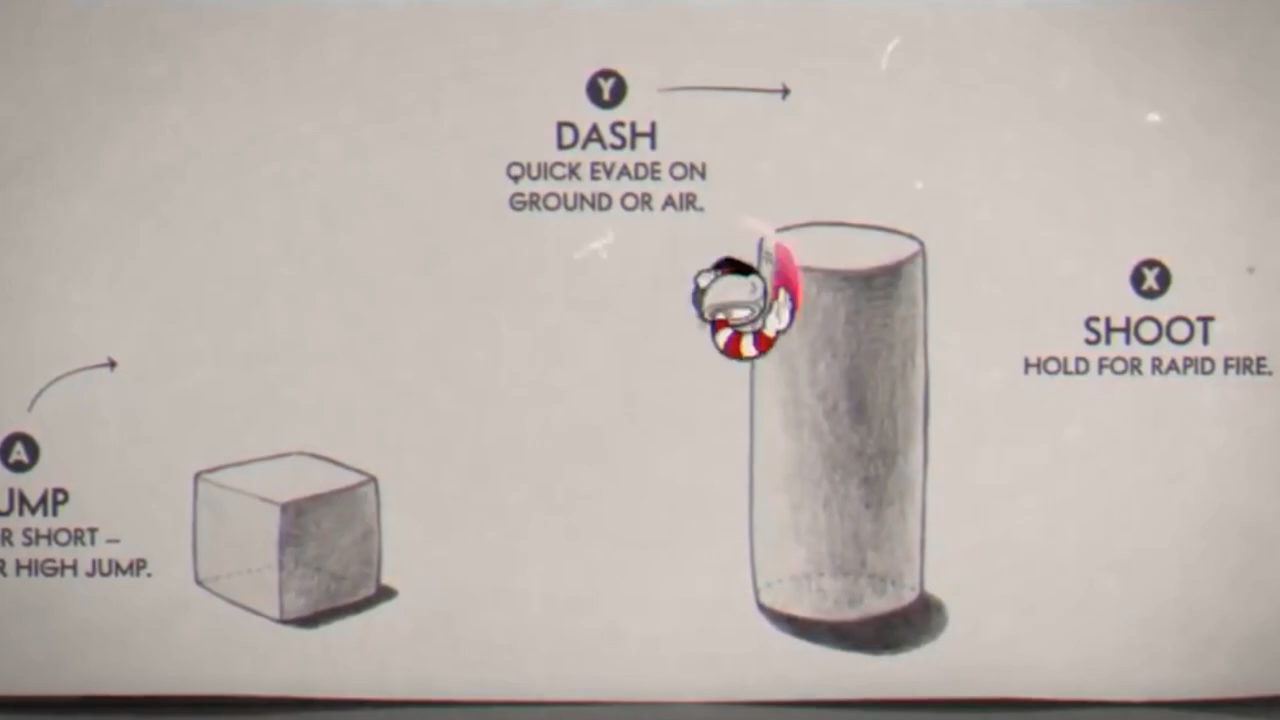 Y
DASH
QUICK EVADE ON
GROUND OR AIR.
X
SHOOT
HOLD FOR RAPID FIRE.
A
UMP
R SHORT –
R HIGH JUMP.